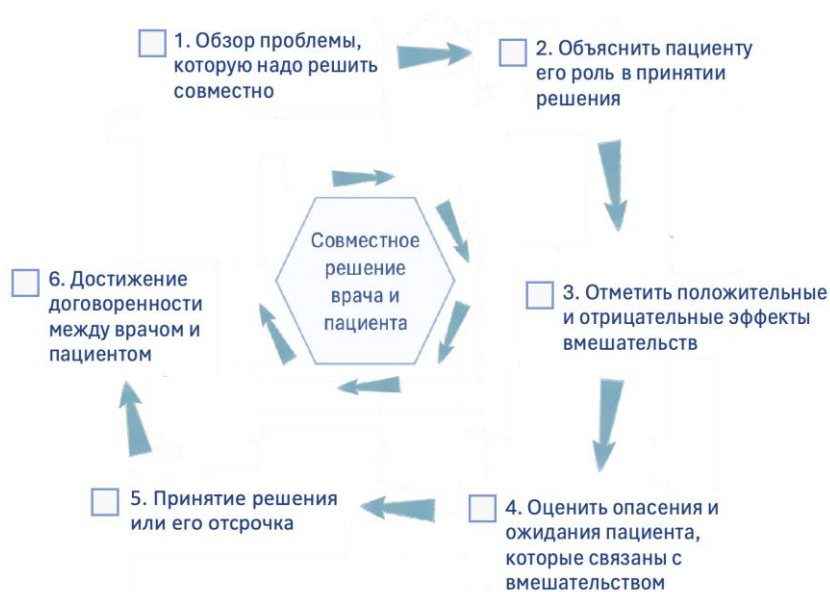 1. Обзор проблемы,
которую надо решить
совместно
2. Объяснить пациенту
его роль в принятии
решения
Совместное
решение
врача и
пациента
3. Отметить положительные
и отрицательные эффекты
вмешательств
4. Оценить опасения и
ожидания пациента,
которые связаны с
вмешательством
5. Принятие решения
или его отсрочка
6. Достижение
договоренности
между врачом и
пациентом